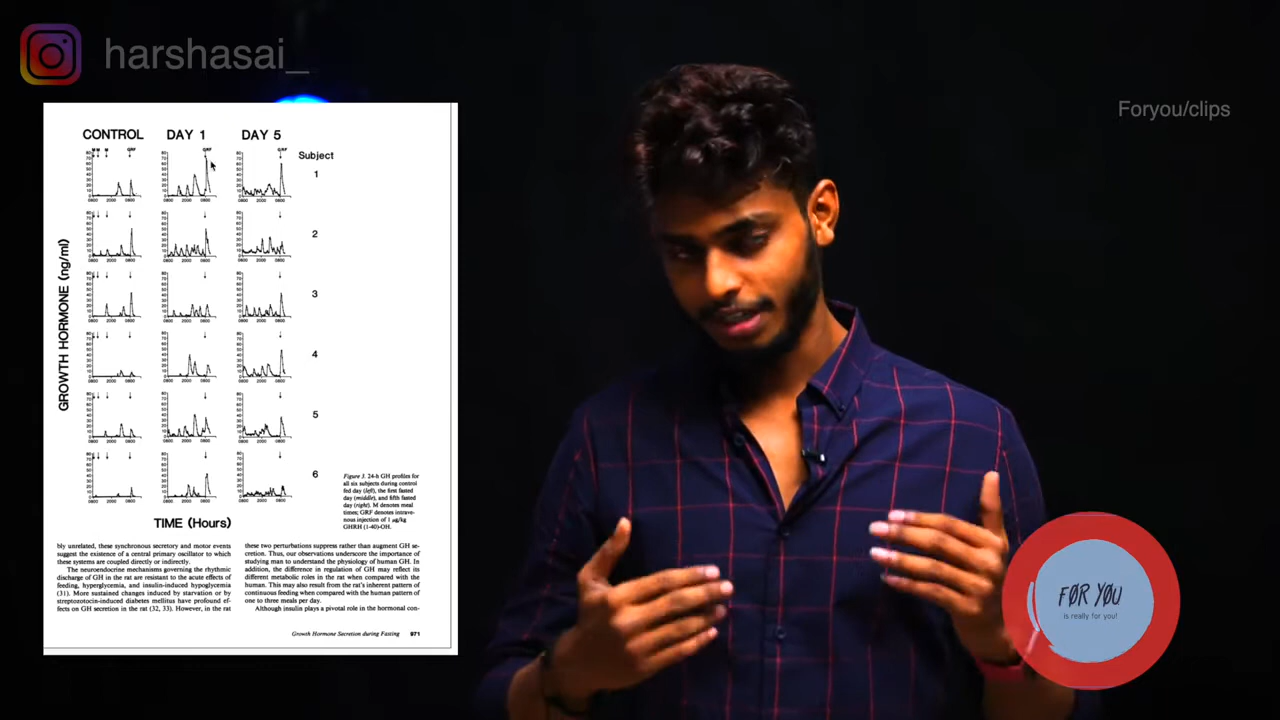 harshasai_
Foryou/clips
CONTROL DAY 1 DAY 5
Subject
1
2
3
4
5
6
GROWTH HORMONE (ng/ml)
TIME (Hours)
Figure 3. 24-h GH profiles for
all six subjects during control
fed day (left), the first fasted
day (middle), and fifth fasted
day (right). M denotes meal
times; GRF denotes intrave-
nous injection of 1 µg/kg
GHRH (1-40)-OH.
bly unrelated, these synchronous secretory and motor events
suggest the existence of a central primary oscillator to which
these systems are coupled directly or indirectly.
The neuroendocrine mechanisms governing the rhythmic
discharge of GH in the rat are resistant to the acute effects of
feeding, hyperglycemia, and insulin-induced hypoglycemia
(31). More sustained changes induced by starvation or by
streptozotocin-induced diabetes mellitus have profound ef-
fects on GH secretion in the rat (32, 33). However, in the rat
these two perturbations suppress rather than augment GH se-
cretion. Thus, our observations underscore the importance of
studying man to understand the physiology of human GH. In
addition, the difference in regulation of GH may reflect its
different metabolic roles in the rat when compared with the
human. This may also result from the rat's inherent pattern of
continuous feeding when compared with the human pattern of
one to three meals per day.
Although insulin plays a pivotal role in the hormonal con-
Growth Hormone Secretion during Fasting 971
FØR YOU
is really for you!